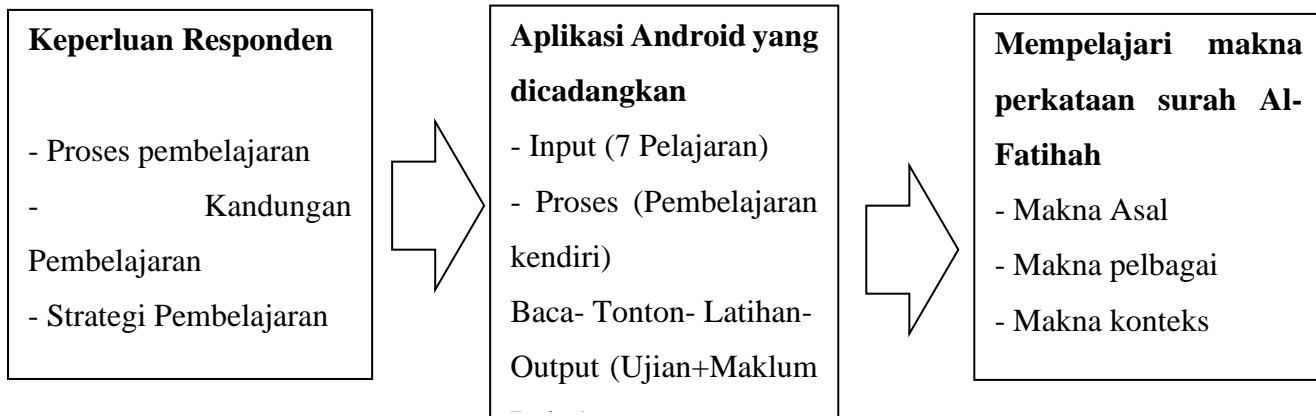 Keperluan Responden
- Proses pembelajaran
- Kandungan
Pembelajaran
- Strategi Pembelajaran
Aplikasi Android yang
dicadangkan
- Input (7 Pelajaran)
- Proses (Pembelajaran
kendiri)
Baca- Tonton- Latihan-
Output (Ujian+Maklum
Mempelajari makna
perkataan surah Al-
Fatihah
- Makna Asal
- Makna pelbagai
- Makna konteks